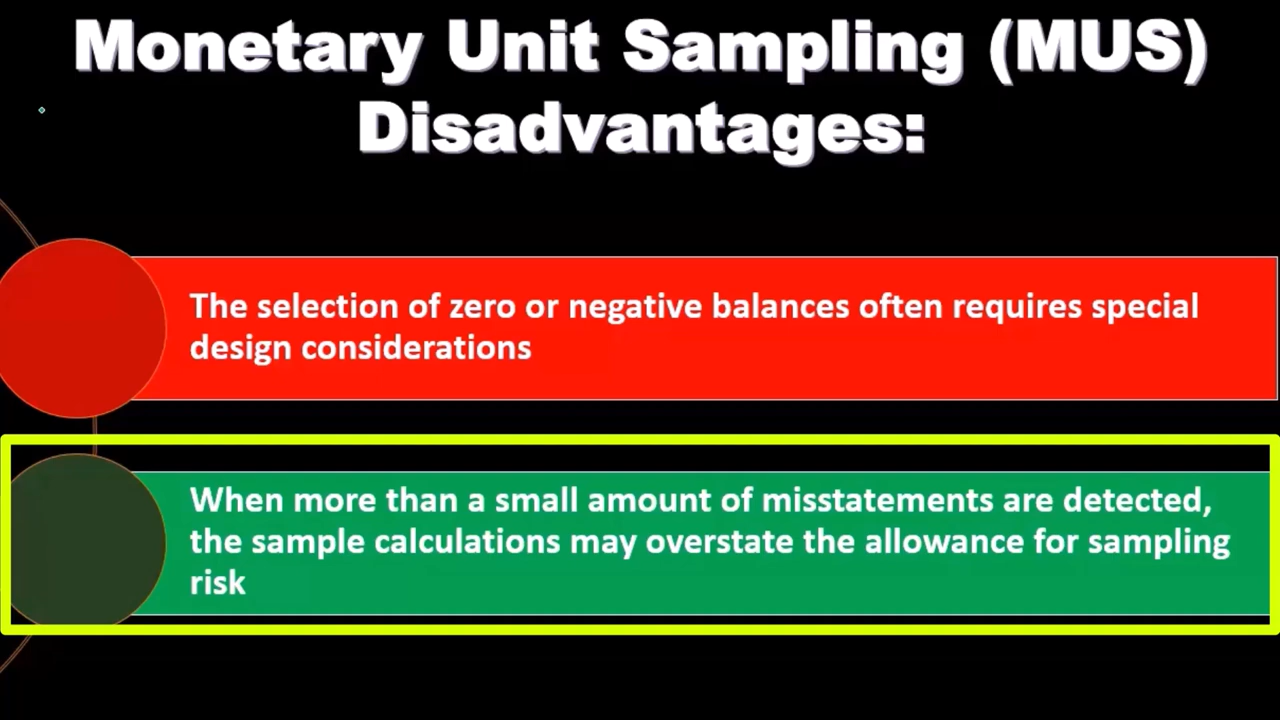 Monetary Unit Sampling (MUS)
Disadvantages:
The selection of zero or negative balances often requires special
design considerations
When more than a small amount of misstatements are detected,
the sample calculations may overstate the allowance for sampling
risk